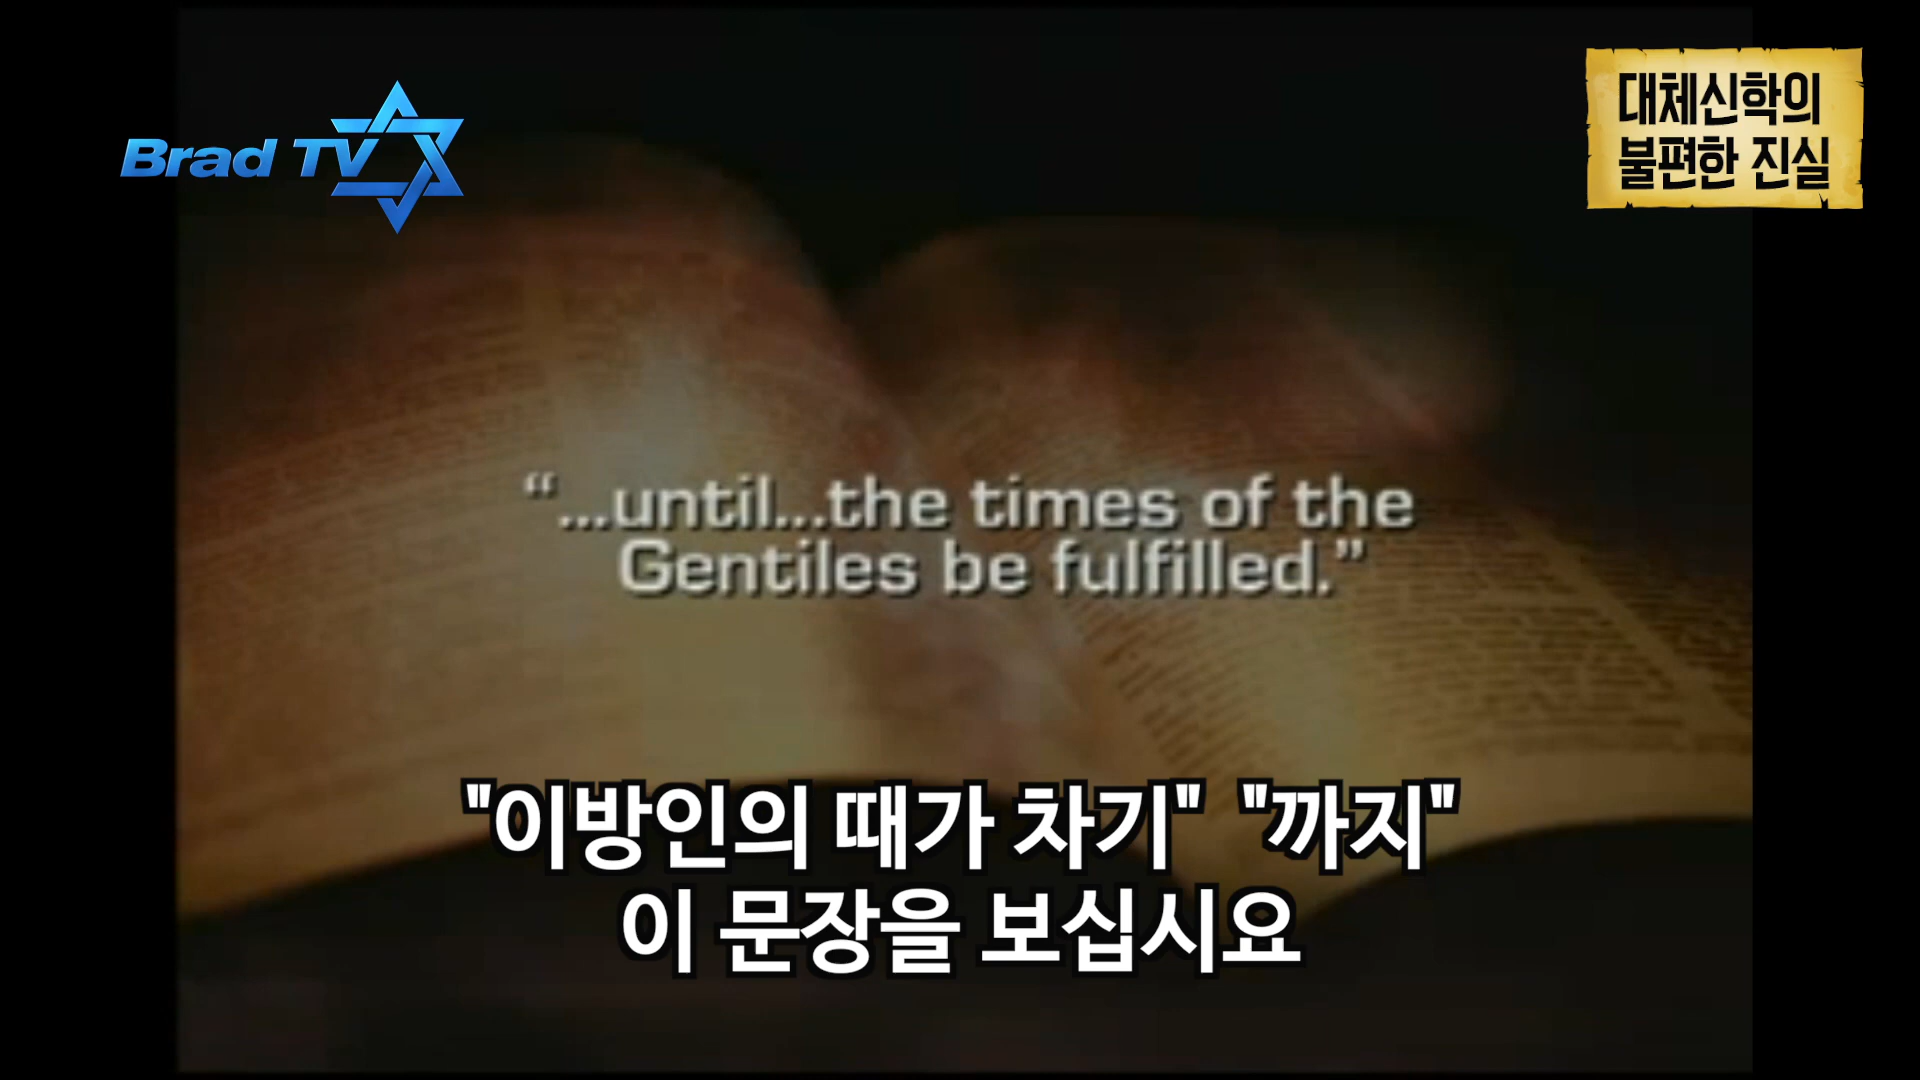 Brad TV
대체신학의
불편한 진실
“...until...the times of the
Gentiles be fulfilled.”
"이방인의 때가 차기" "까지"
이 문장을 보십시요